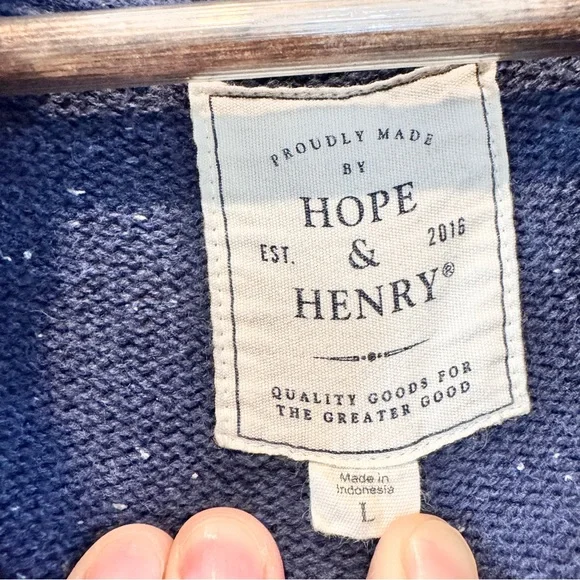 PROUDLY MADE
BY
HOPE
EST. & 2016
HENRY®
QUALITY GOODS FOR
THE GREATER GOOD
Made in
Indonesia
L